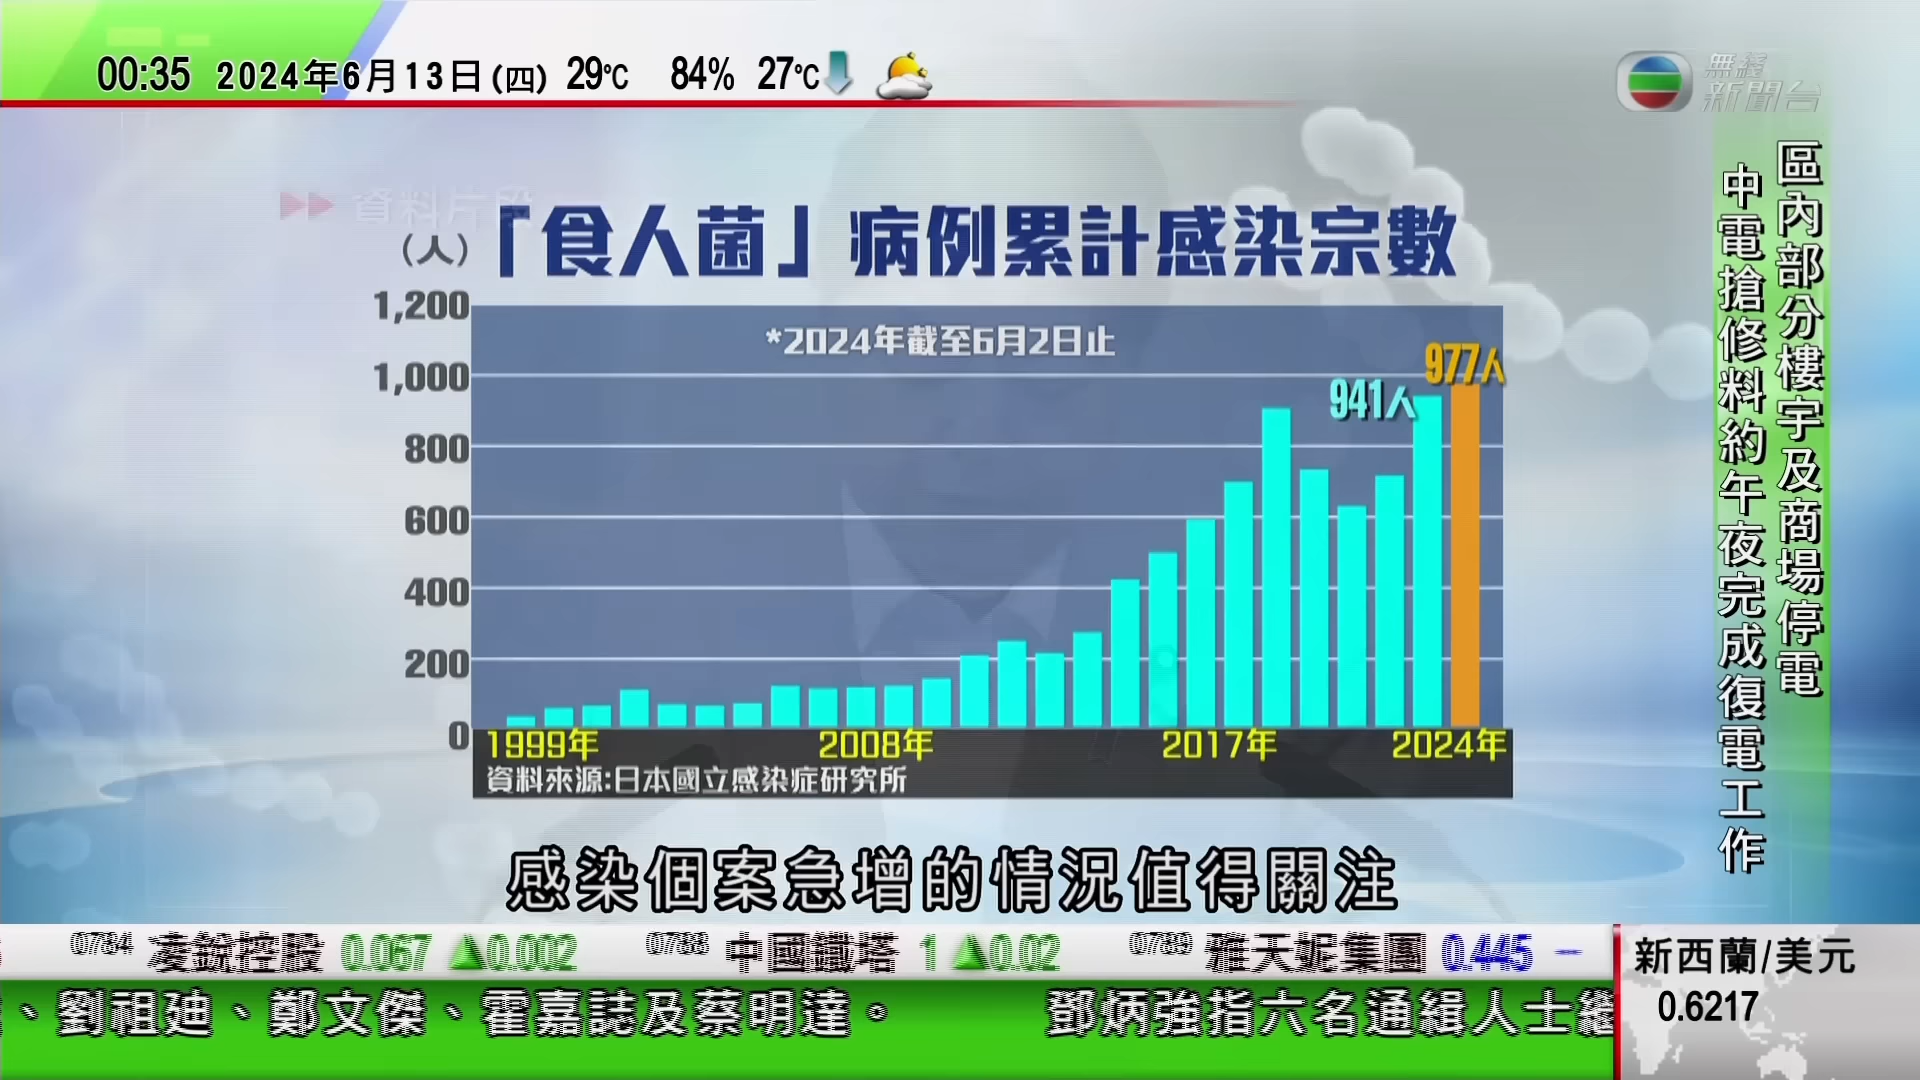 00:35 2024年6月13日(四) 29℃ 84% 27℃
無綫
新聞台
區內部分樓宇及商場停電
中電搶修料約午夜完成復電工作
資料片段
「食人菌」病例累計感染宗數
(人)
*2024年截至6月2日止
1,200
1,000
800
600
400
200
0
941人
977人
1999年 2008年 2017年 2024年
資料來源:日本國立感染症研究所
感染個案急增的情況值得關注
0784 凌銳控股 0.067 ▲0.002 0788 中國鐵塔 1 ▲0.02 0789 雅天妮集團 0.445 –
、劉祖廸、鄭文傑、霍嘉誌及蔡明達。 鄧炳強指六名通緝人士繼
新西蘭/美元
0.6217